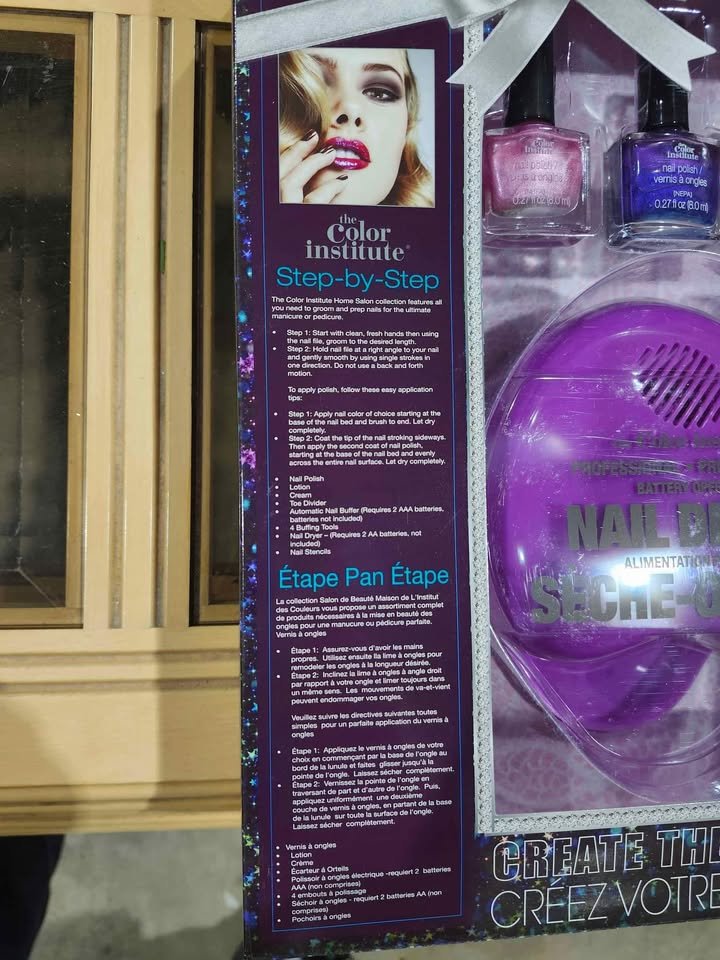 the
Color
institute®
Step-by-Step
The Color Institute Home Salon collection features all
you need to groom and prep nails for the ultimate
manicure or pedicure.
• Step 1: Start with clean, fresh hands then using
the nail file, groom to the desired length.
• Step 2: Hold nail file at a right angle to your nail
and gently smooth by using single strokes in
one direction. Do not use a back and forth
motion.
To apply polish, follow these easy application
tips:
• Step 1: Apply nail color of choice starting at the
base of the nail and brush to end. Let dry
completely.
• Step 2: Coat the tip of the nail stroking sideways.
Then apply the second coat of nail polish,
starting at the base of the nail bed and evenly
across the entire nail surface. Let dry completely.
• Nail Polish
• Lotion
• Cream
• Toe Divider
• Automatic Nail Buffer (Requires 2 AAA batteries,
batteries not included)
• 4 Buffing Tools
• Nail Dryer – (Requires 2 AA batteries, not
included)
• Nail Stencils
Étape Pan Étape
La collection Salon de Beauté Maison de L'Institut
des Couleurs vous propose un assortiment complet
de produits nécessaires à la mise en beauté des
ongles pour une manucure ou pédicure parfaite.
Vernis à ongles
• Étape 1: Assurez-vous d'avoir les mains
propres. Utilisez ensuite lla lime à ongles pour
remodeler les ongles à la longueur désirée.
• Étape 2: Inclinez la lime à ongles à angle droit
par rapport à votre ongle et limer toujours dans
un même sens. Les mouvements de va-et-vient
peuvent endommager vos ongles.
Veuillez suivre les directives suivantes toutes
simples pour un parfaite application du vernis à
ongles
• Étape 1: Appliquez le vernis à ongles de votre
choix en commençant par la base de l'ongle au
bord de la lunule et faites glisser jusqu'à la
pointe de l'ongle. Laissez sécher complètement.
• Étape 2: Vernissez la pointe de l'ongle en
traversant de part et d'autre de l'ongle. Puis,
appliquez uniformément une deuxième
couche de vernis à ongles, en partant de la base
de la lunule sur toute la surface de l'ongle.
Laissez sécher complètement.
• Vernis à ongles
• Lotion
• Crème
• Écarteur à Orteils
• Polissoir à ongles électrique -requiert 2 batteries
AAA (non comprises)
• 4 embouts à polissage
• Séchoir à ongles - requiert 2 batteries AA (non
comprises)
• Pochoirs à ongles
the
Color
institute
nail polish /
vernis à ongles
[NEPA]
0.27 fl oz (8.0 ml)
the
Color
institute
nail polish /
vernis à ongles
[NEPA]
0.27 fl oz (8.0 ml)
PROFESSIONAL
BATTERY OPER
NAIL D
ALIMENTATION
SÈCHE-O
CREATE THE
CRÉEZ VOTRE